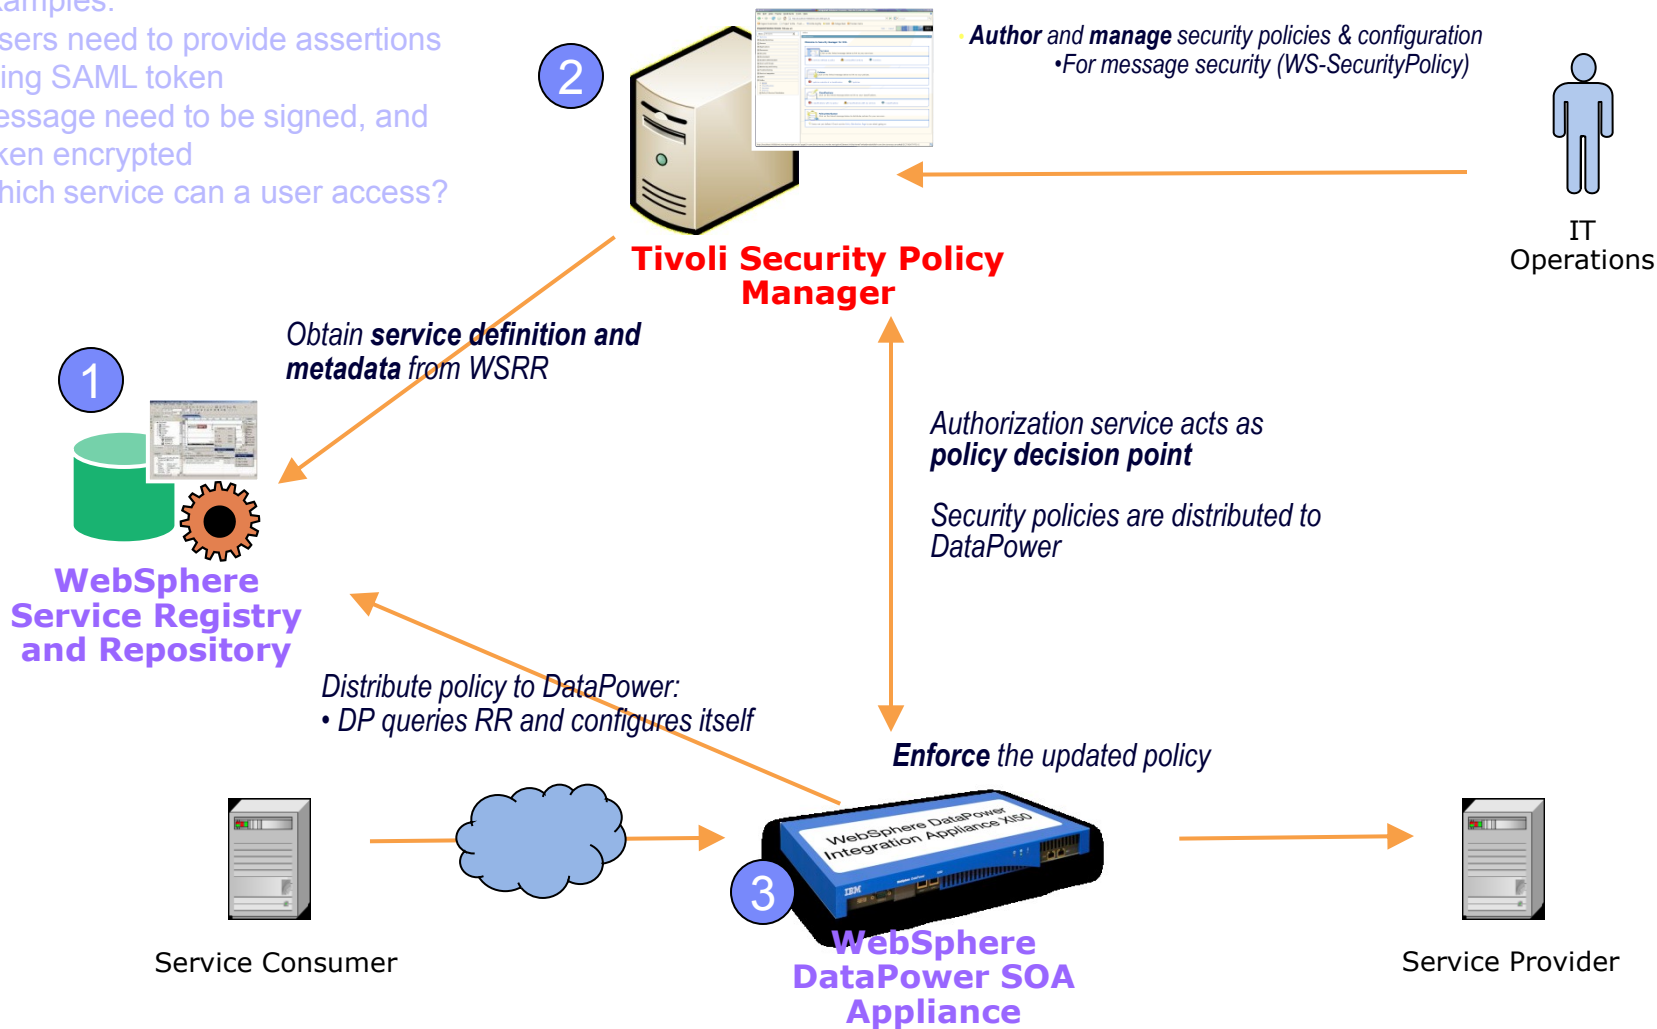 xamples:
sers need to provide assertions
ing SAML token
essage need to be signed, and
ken encrypted
hich service can a user access?
2
• Author and manage security policies & configuration
•For message security (WS-SecurityPolicy)
IT
Operations
Tivoli Security Policy
Manager
Obtain service definition and
metadata from WSRR
1
Authorization service acts as
policy decision point
Security policies are distributed to
DataPower
WebSphere
Service Registry
and Repository
Distribute policy to DataPower:
• DP queries RR and configures itself
Enforce the updated policy
WebSphere DataPower
Integration Appliance XI50
IBM
3
Service Consumer
WebSphere
DataPower SOA
Appliance
Service Provider